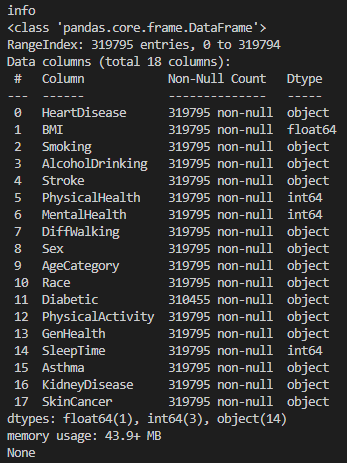 info
<class 'pandas.core.frame.DataFrame'>
RangeIndex: 319795 entries, 0 to 319794
Data columns (total 18 columns):
 #   Column            Non-Null Count   Dtype
---  ------            --------------   -----
 0   HeartDisease      319795 non-null  object
 1   BMI               319795 non-null  float64
 2   Smoking           319795 non-null  object
 3   AlcoholDrinking   319795 non-null  object
 4   Stroke            319795 non-null  object
 5   PhysicalHealth    319795 non-null  int64
 6   MentalHealth      319795 non-null  int64
 7   DiffWalking       319795 non-null  object
 8   Sex               319795 non-null  object
 9   AgeCategory       319795 non-null  object
 10  Race              319795 non-null  object
 11  Diabetic          310455 non-null  object
 12  PhysicalActivity  319795 non-null  object
 13  GenHealth         319795 non-null  object
 14  SleepTime         319795 non-null  int64
 15  Asthma            319795 non-null  object
 16  KidneyDisease     319795 non-null  object
 17  SkinCancer        319795 non-null  object
dtypes: float64(1), int64(3), object(14)
memory usage: 43.9+ MB
None